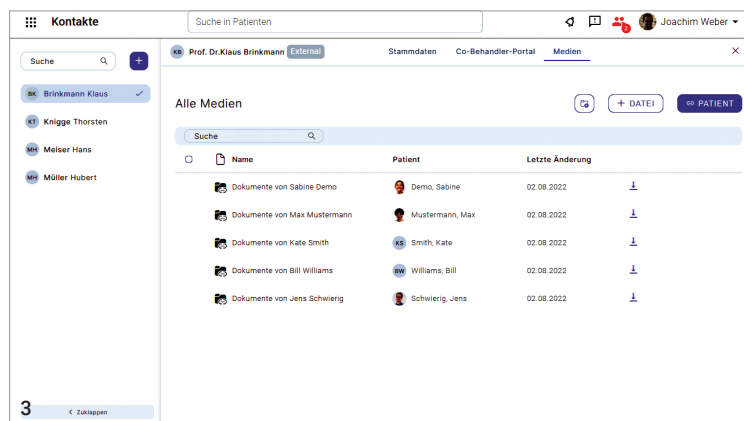 Kontakte
Suche in Patienten
2
Joachim Weber
Suche
+
BK Brinkmann Klaus
KT Knigge Thorsten
MH Meiser Hans
MH Müller Hubert
KB Prof. Dr.Klaus Brinkmann External
Stammdaten Co-Behandler-Portal Medien
Alle Medien
+ DATEI
PATIENT
Suche
Name Patient Letzte Änderung
Dokumente von Sabine Demo Demo, Sabine 02.08.2022
Dokumente von Max Mustermann Mustermann, Max 02.08.2022
Dokumente von Kate Smith KS Smith, Kate 02.08.2022
Dokumente von Bill Williams BW Williams, Bill 02.08.2022
Dokumente von Jens Schwierig Schwierig, Jens 02.08.2022
3
Zuklappen